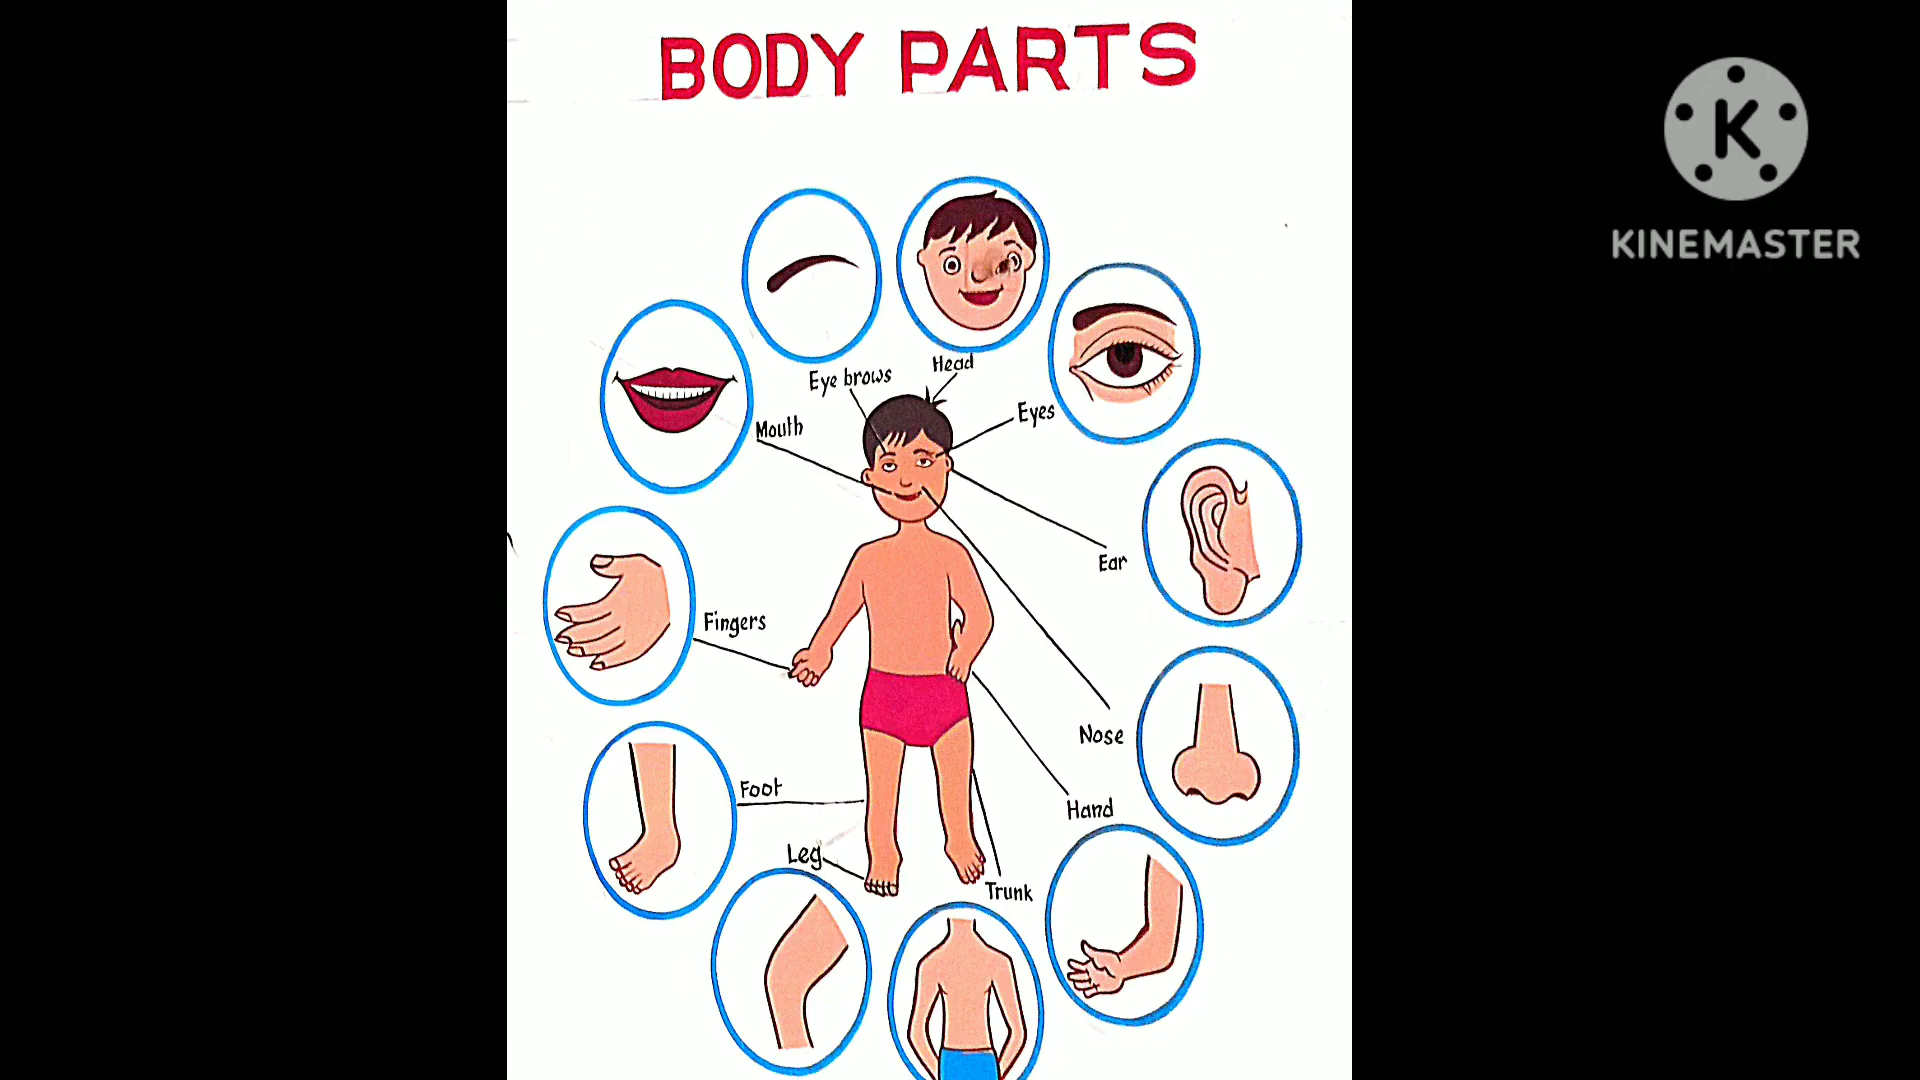 BODY PARTS
K
KINEMASTER
Head
Eye brows
Eyes
Mouth
Ear
Fingers
Nose
Foot
Hand
Leg
Trunk